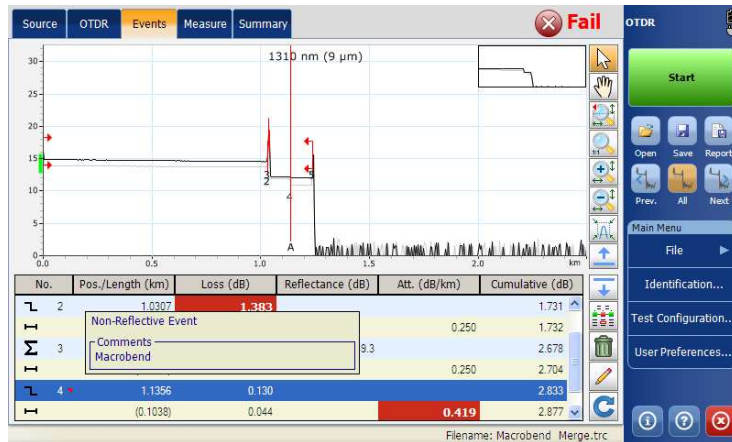 Source OTDR Events Measure Summary Fail OTDR
1310 nm (9 µm)
30
25
20
15
10
5
0
3
2
4
5
A
0.0 0.5 1.0 1.5 2.0 km
Start
Open Save Report
Prev. All Next
Main Menu
File
Identification...
Test Configuration...
User Preferences...
No. Pos./Length (km) Loss (dB) Reflectance (dB) Att. (dB/km) Cumulative (dB)
2 1.0307 1.383 1.731
0.250 1.732
3 9.3 2.678
0.250 2.704
4 1.1356 0.130 2.833
(0.1038) 0.044 0.419 2.877
Non-Reflective Event
Comments
Macrobend
Filename: Macrobend Merge.trc